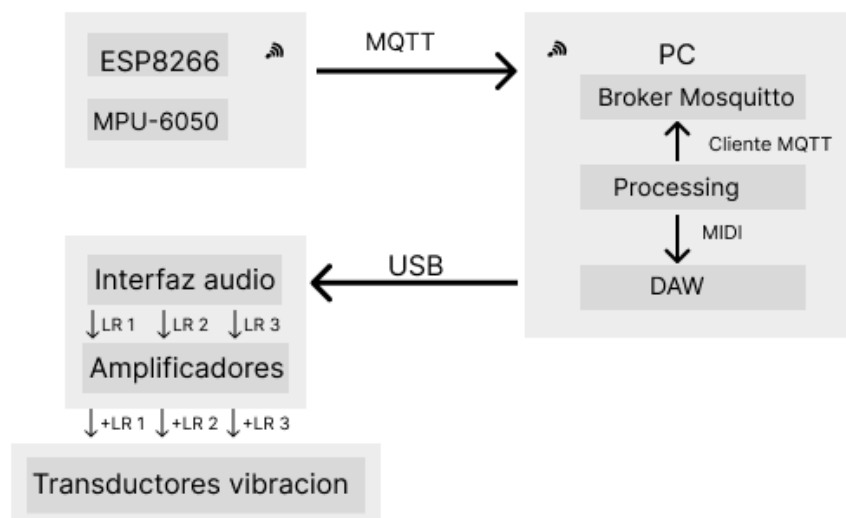 ESP8266
MPU-6050
MQTT
PC
Broker Mosquitto
Cliente MQTT
Processing
MIDI
DAW
USB
Interfaz audio
LR 1 LR 2 LR 3
Amplificadores
+LR 1 +LR 2 +LR 3
Transductores vibracion